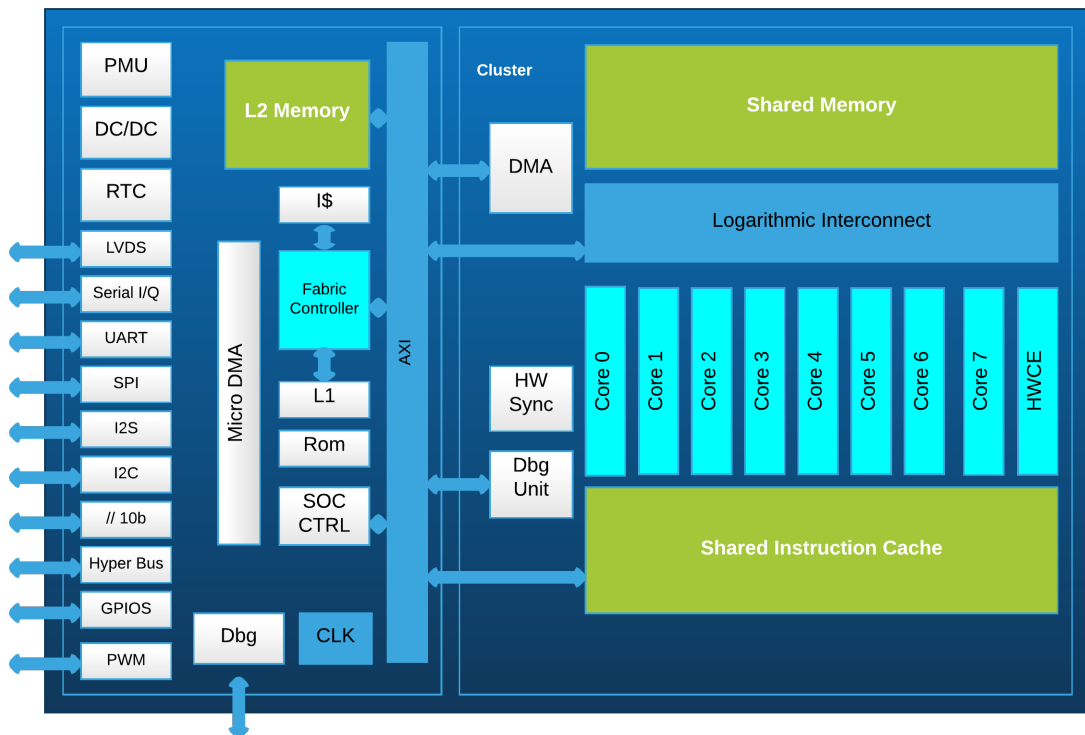 PMU
DC/DC
RTC
LVDS
Serial I/Q
UART
SPI
I2S
I2C
// 10b
Hyper Bus
GPIOS
PWM
L2 Memory
I$
Fabric
Controller
L1
Rom
SOC
CTRL
Micro DMA
Dbg
CLK
AXI
Cluster
DMA
HW
Sync
Dbg
Unit
Shared Memory
Logarithmic Interconnect
Core 0
Core 1
Core 2
Core 3
Core 4
Core 5
Core 6
Core 7
HWCE
Shared Instruction Cache